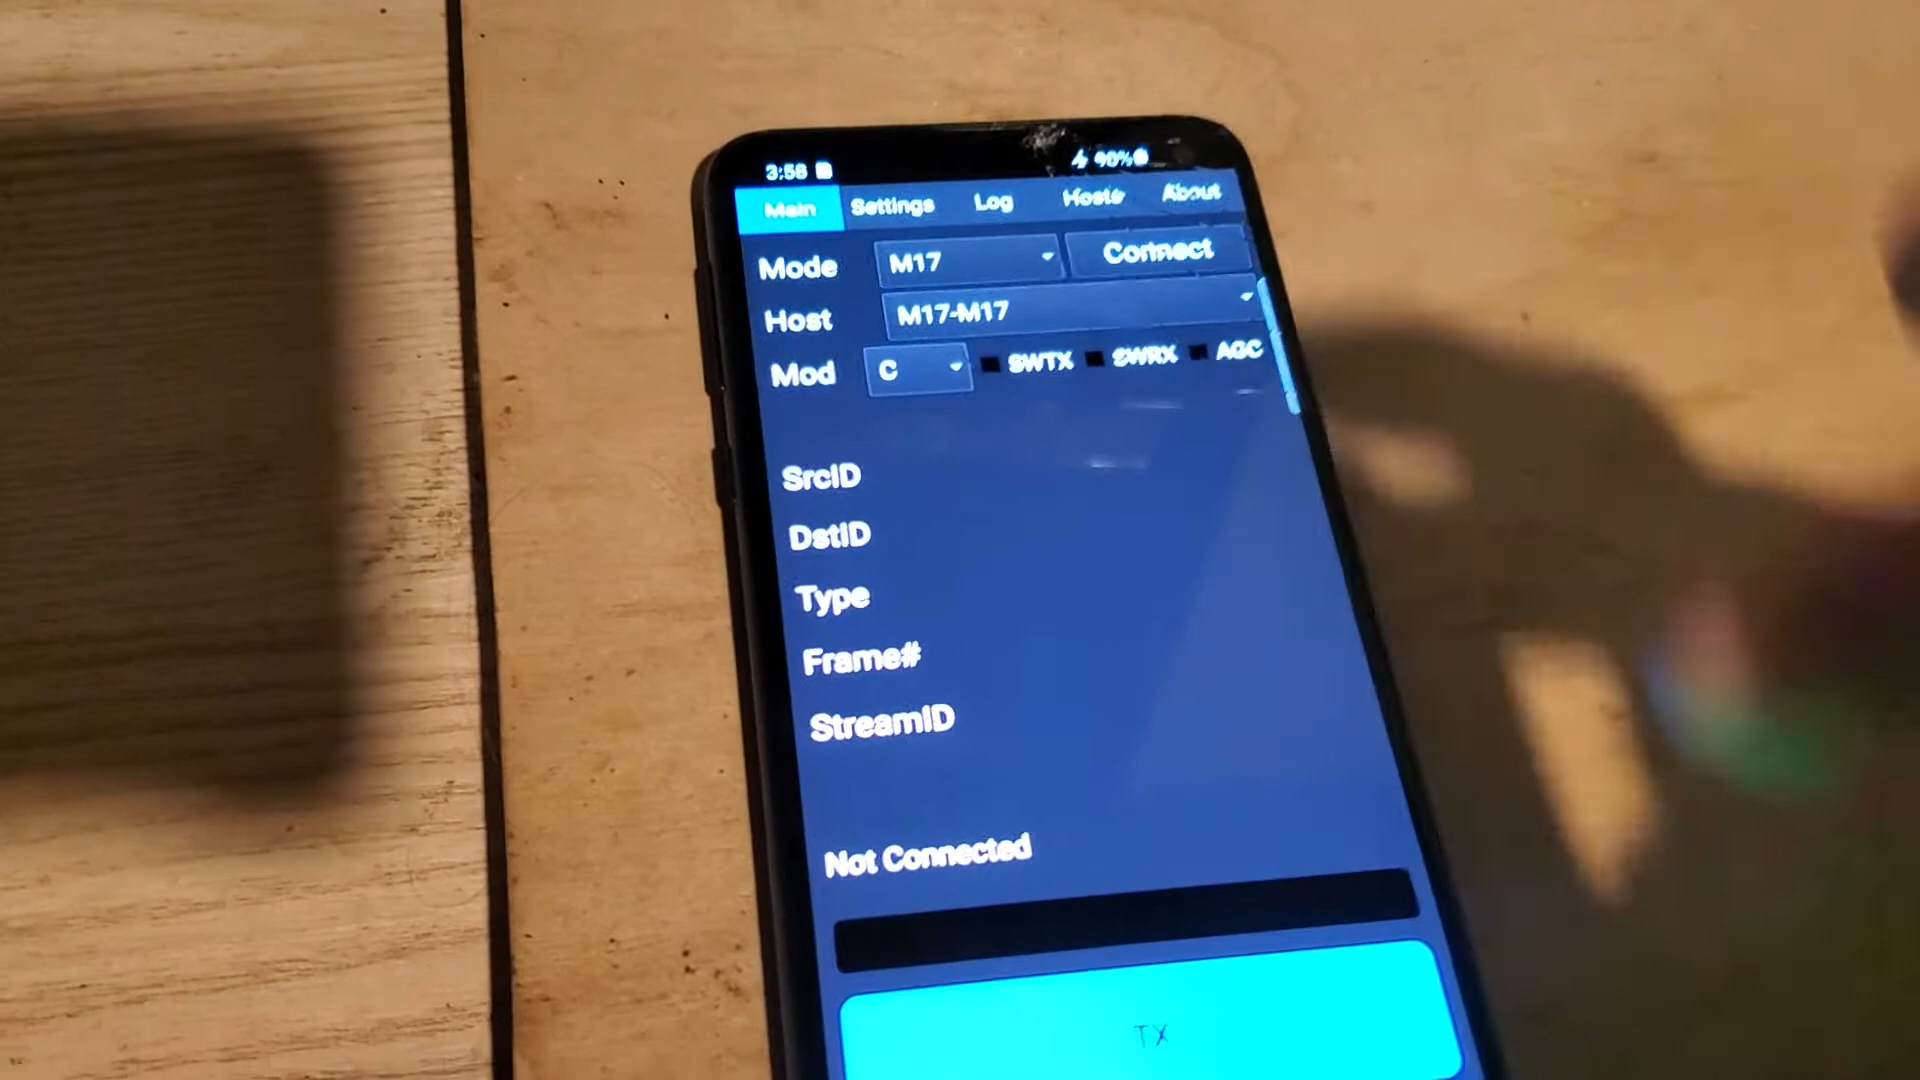 3:58 90%
Main Settings Log Hosts About
Mode M17 Connect
Host M17-M17
Mod C SWTX SWRX AGC
SrcID
DstID
Type
Frame#
StreamID
Not Connected
TX